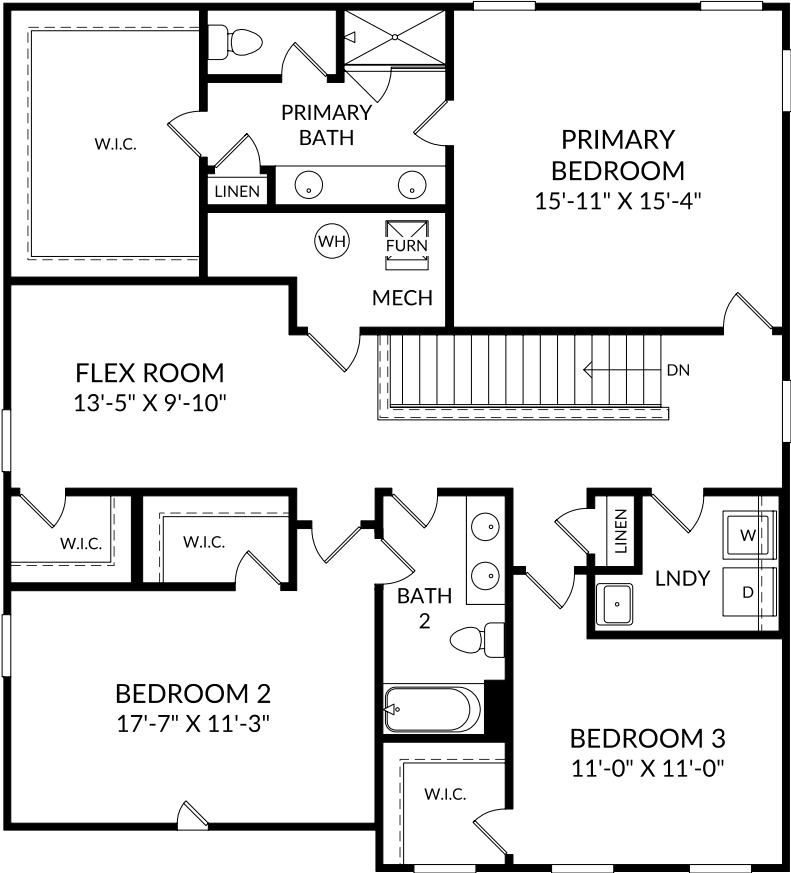 W.I.C.
PRIMARY
BATH
LINEN
PRIMARY
BEDROOM
15'-11" X 15'-4"
WH
FURN
MECH
FLEX ROOM
13'-5" X 9'-10"
DN
W.I.C.
W.I.C.
LINEN
W
LNDY
D
BATH
2
BEDROOM 2
17'-7" X 11'-3"
BEDROOM 3
11'-0" X 11'-0"
W.I.C.